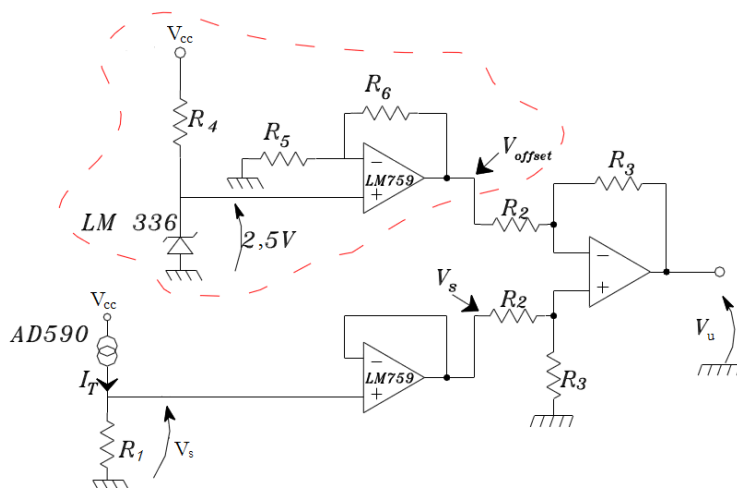 Vcc
R4
R6
R5
Voffset
R3
LM759
R2
LM 336
2,5V
Vs
R2
Vcc
AD590
Vu
IT
LM759
R3
R1
Vs